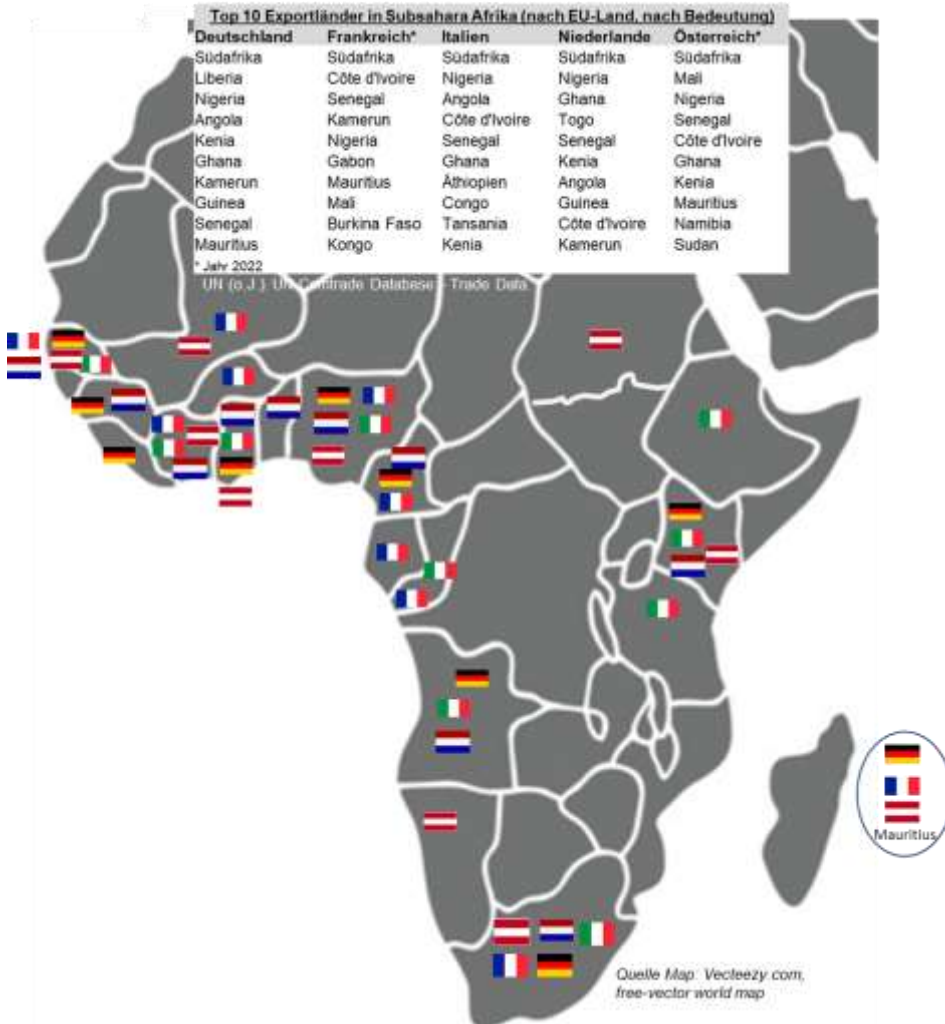 Top 10 Exportländer in Subsahara Afrika (nach EU-Land, nach Bedeutung)
Deutschland Frankreich* Italien Niederlande Österreich*
Südafrika Südafrika Südafrika Südafrika Südafrika
Liberia Côte d'Ivoire Nigeria Nigeria Mali
Nigeria Senegal Angola Ghana Nigeria
Angola Kamerun Côte d'Ivoire Togo Senegal
Kenia Nigeria Senegal Senegal Côte d'Ivoire
Ghana Gabon Ghana Kenia Ghana
Kamerun Mauritius Äthiopien Angola Kenia
Guinea Mali Congo Guinea Mauritius
Senegal Burkina Faso Tansania Côte d'Ivoire Namibia
Mauritius Kongo Kenia Kamerun Sudan
* Jahr 2022
UN (o.J.) UN Comtrade Database - Trade Data
Mauritius
Quelle Map: Vecteezy.com,
free-vector world map